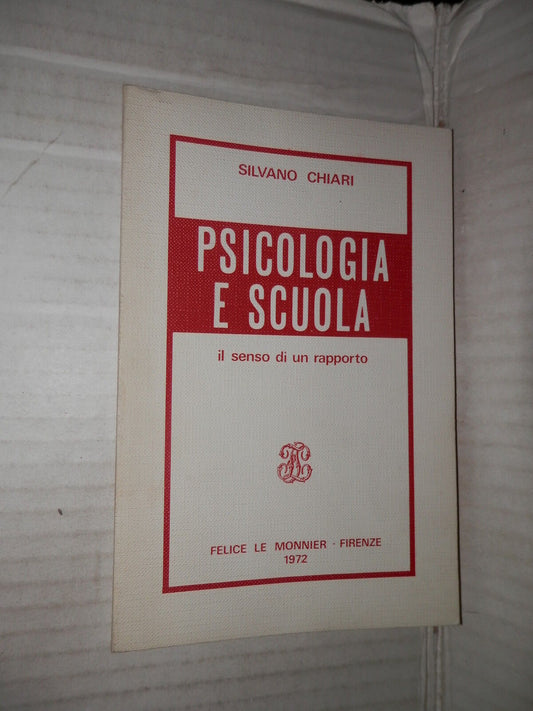 SILVANO CHIARI
PSICOLOGIA
E SCUOLA
il senso di un rapporto
FELICE LE MONNIER · FIRENZE
1972